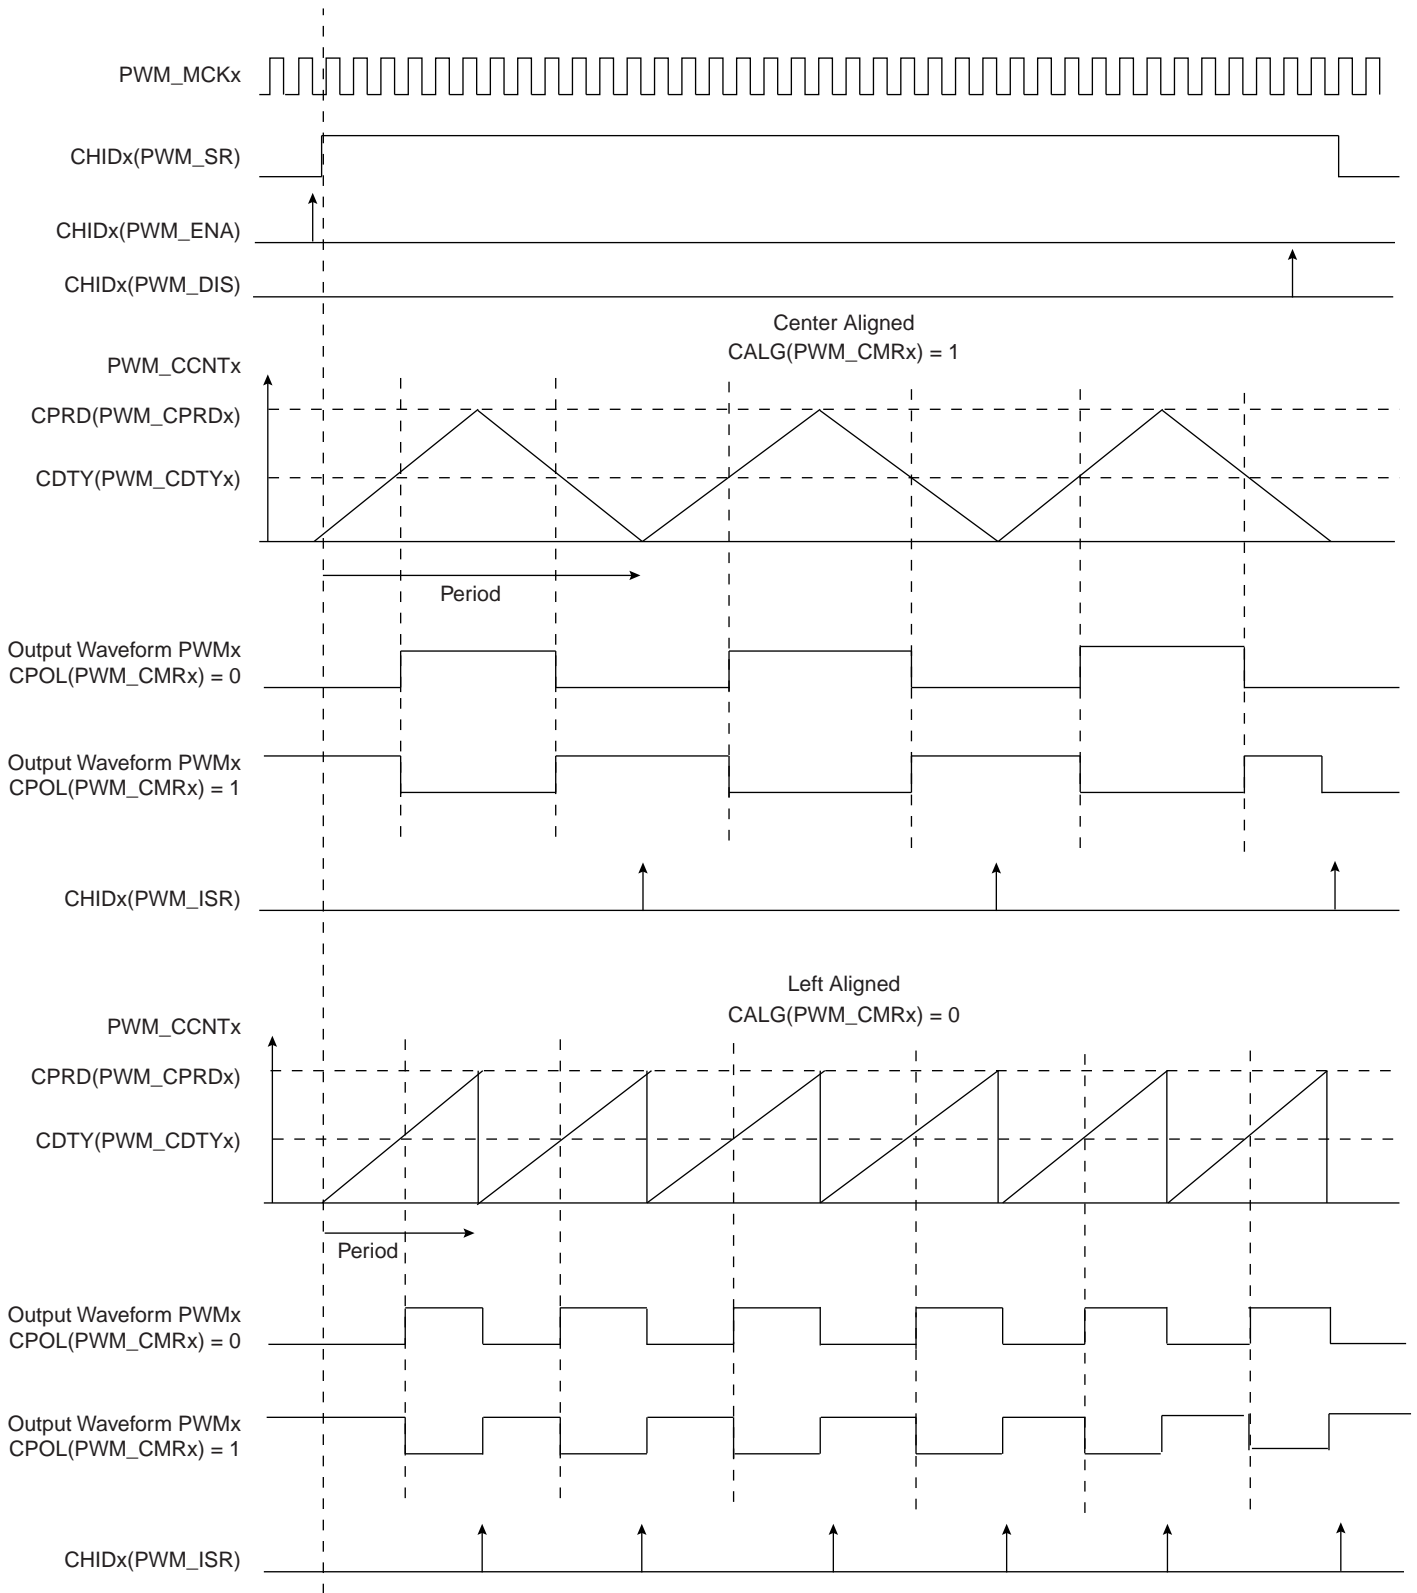 PWM_MCKx
CHIDx(PWM_SR)
CHIDx(PWM_ENA)
CHIDx(PWM_DIS)
Center Aligned
CALG(PWM_CMRx) = 1
PWM_CCNTx
CPRD(PWM_CPRDx)
CDTY(PWM_CDTYx)
Period
Output Waveform PWMx
CPOL(PWM_CMRx) = 0
Output Waveform PWMx
CPOL(PWM_CMRx) = 1
CHIDx(PWM_ISR)
Left Aligned
CALG(PWM_CMRx) = 0
PWM_CCNTx
CPRD(PWM_CPRDx)
CDTY(PWM_CDTYx)
Period
Output Waveform PWMx
CPOL(PWM_CMRx) = 0
Output Waveform PWMx
CPOL(PWM_CMRx) = 1
CHIDx(PWM_ISR)